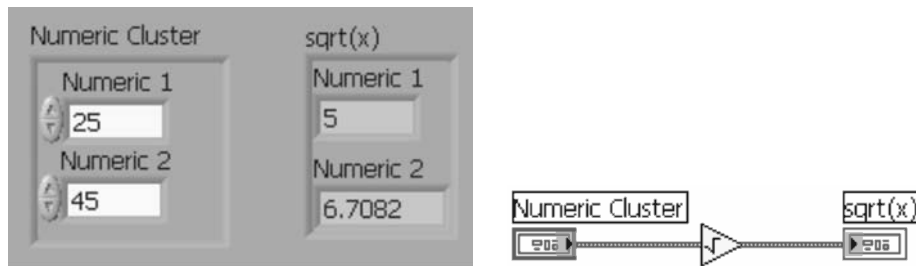 Numeric Cluster
Numeric 1
25
Numeric 2
45
sqrt(x)
Numeric 1
5
Numeric 2
6.7082
Numeric Cluster
sqrt(x)